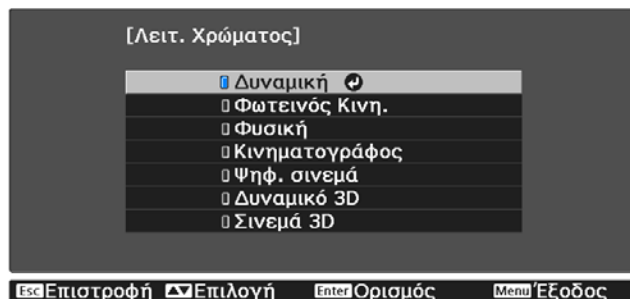 [Λειτ. Χρώματος]
Δυναμική
Φωτεινός Κινη.
Φυσική
Κινηματογράφος
Ψηφ. σινεμά
Δυναμικό 3D
Σινεμά 3D
Esc Επιστροφή Επιλογή Enter Ορισμός Menu Έξοδος